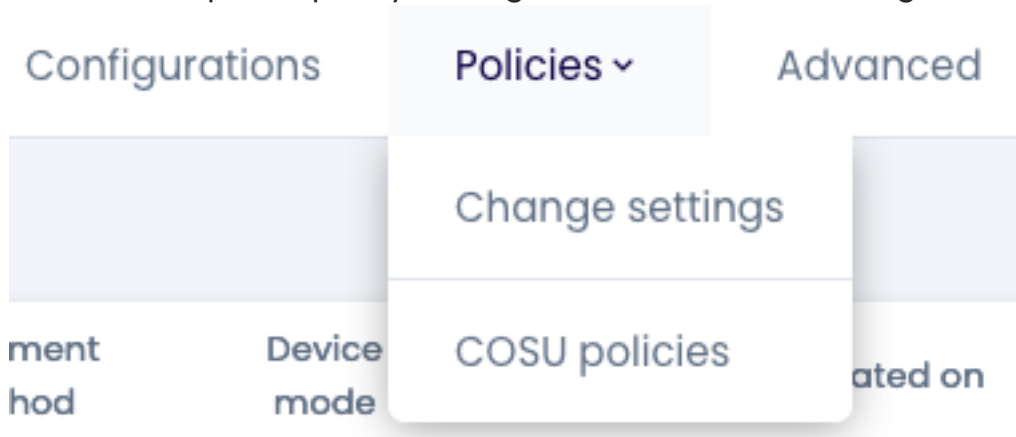 Configurations Policies Advanced
Change settings
COSU policies
ment
hod
Device
mode
ated on